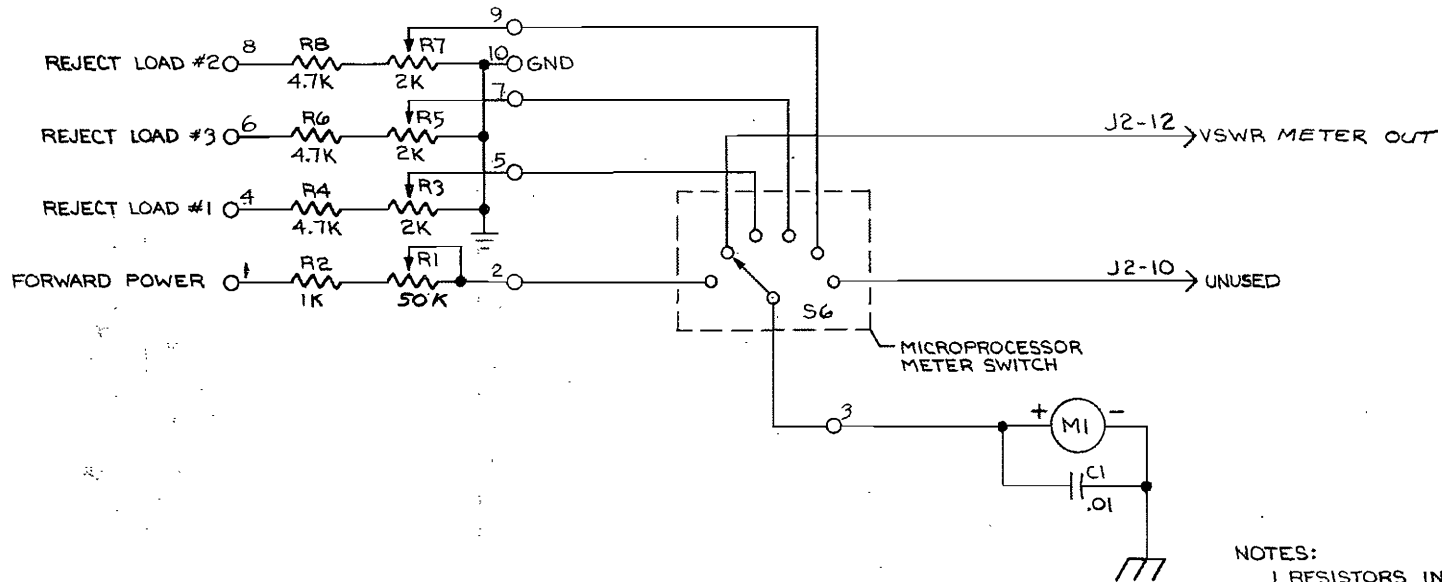 9
REJECT LOAD #2 8 R8 R7 10 GND
4.7K 2K
7
REJECT LOAD #3 6 R6 R5
4.7K 2K
J2-12 VSWR METER OUT
5
REJECT LOAD #1 4 R4 R3
4.7K 2K
FORWARD POWER 1 R2 R1 2
1K 50K
J2-10 UNUSED
S6
MICROPROCESSOR
METER SWITCH
3
+ M1 -
C1
.01
NOTES:
1 RESISTORS IN